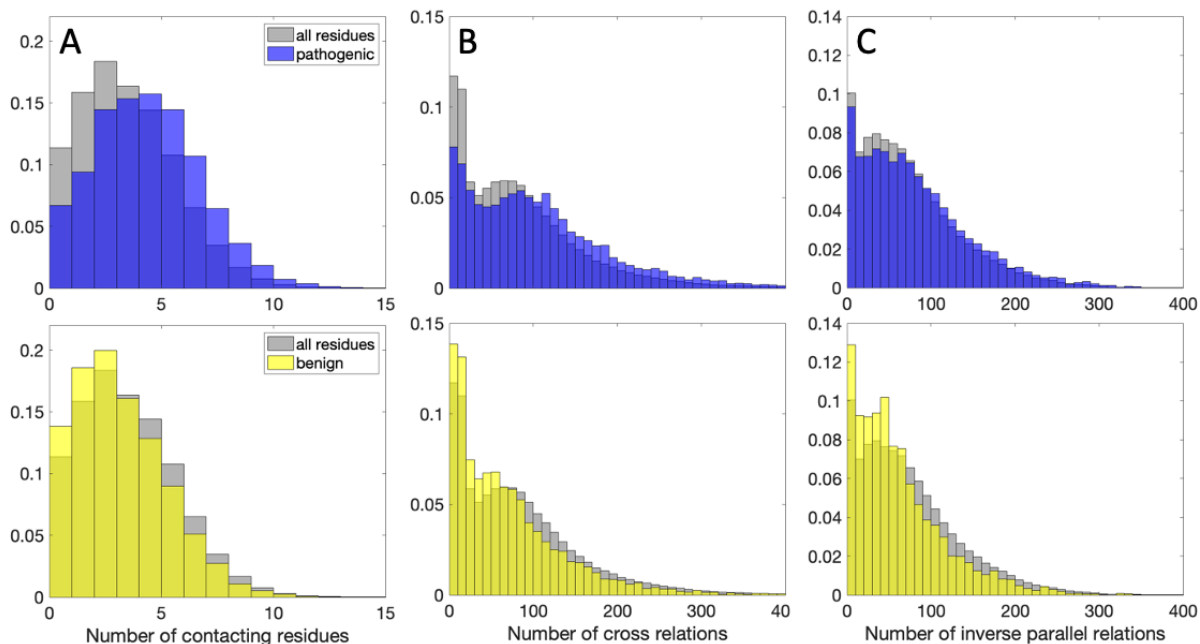 A
all residues
pathogenic
0.2
0.15
0.1
0.05
0
0 5 10 15
B
0.15
0.1
0.05
0
0 100 200 300 40
C
0.14
0.12
0.1
0.08
0.06
0.04
0.02
0
0 100 200 300 400
all residues
benign
0.2
0.15
0.1
0.05
0
0 5 10 15
Number of contacting residues
0.15
0.1
0.05
0
0 100 200 300 40
Number of cross relations
0.14
0.12
0.1
0.08
0.06
0.04
0.02
0
0 100 200 300 400
Number of inverse parallel relations